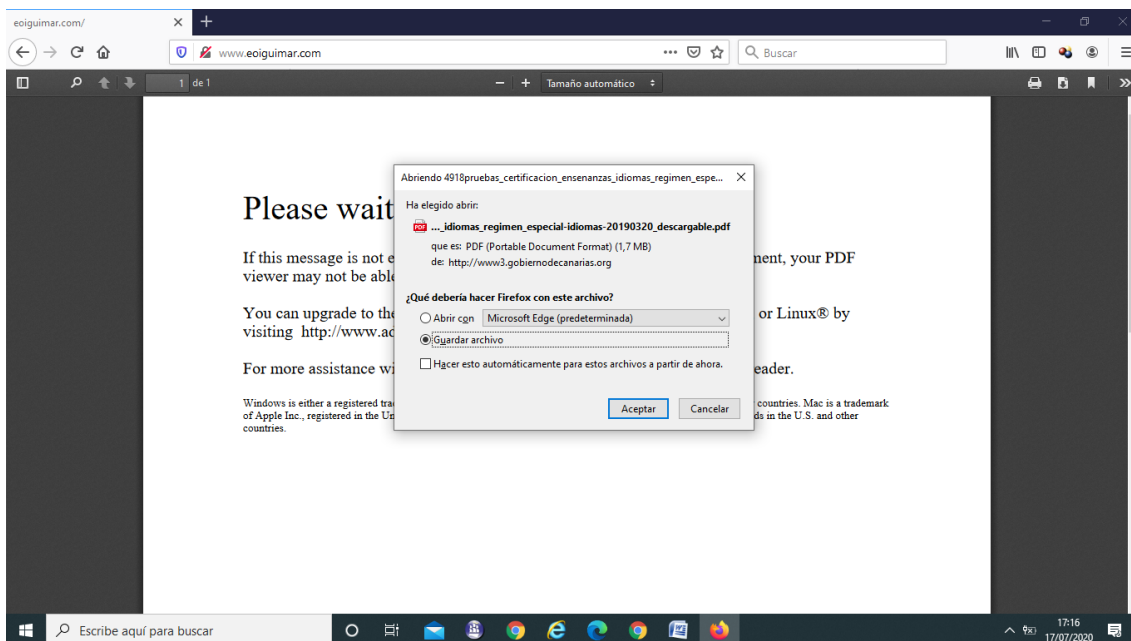 eoiguimar.com/
www.eoiguimar.com
Buscar
1 de 1
Tamaño automático
Please wait
If this message is not e
ment, your PDF
viewer may not be able
You can upgrade to the
or Linux® by
visiting http://www.ad
For more assistance wi
eader.
Windows is either a registered tra
countries. Mac is a trademark
of Apple Inc., registered in the Un
ds in the U.S. and other
countries.
Abriendo 4918pruebas_certificacion_ensenanzas_idiomas_regimen_espe...
Ha elegido abrir:
PDF
..._idiomas_regimen_especial-idiomas-20190320_descargable.pdf
que es: PDF (Portable Document Format) (1,7 MB)
de: http://www3.gobiernodecanarias.org
¿Qué debería hacer Firefox con este archivo?
Abrir con Microsoft Edge (predeterminada)
Guardar archivo
Hacer esto automáticamente para estos archivos a partir de ahora.
Aceptar Cancelar
Escribe aquí para buscar
17:16
17/07/2020